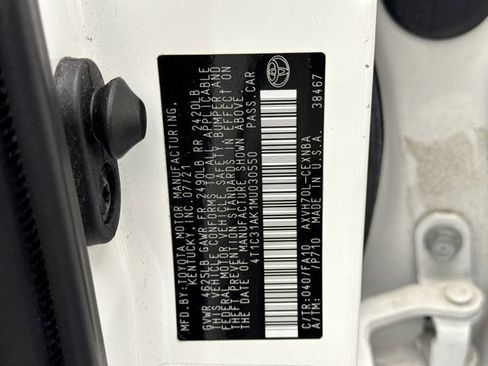 MFD.BY:TOYOTA MOTOR MANUFACTURING,
KENTUCKY, INC. 07/21
GVWR 4625LB GAWR FR 2490LB RR 2420LB
THIS VEHICLE CONFORMS TO ALL APPLICABLE
FEDERAL MOTOR VEHICLE SAFETY, BUMPER,AND
THEFT PREVENTION STANDARDS IN EFFECT ON
THE DATE OF MANUFACTURE SHOWN ABOVE.
4T1C31AK1MU030550 PASS.CAR
C/TR:040/FA10 AXVH70L-CEXNBA
A/TM: /P710 MADE IN U.S.A.
38467